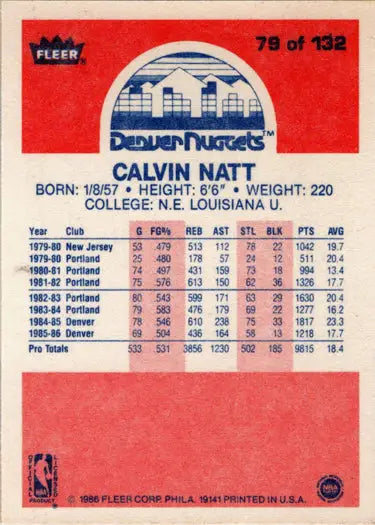 FLEER®
79 of 132
Denver Nuggets™
CALVIN NATT
BORN: 1/8/57 • HEIGHT: 6'6" • WEIGHT: 220
COLLEGE: N.E. LOUISIANA U.
Year Club G FG% REB AST STL BLK PTS AVG
1979-80 New Jersey 53 479 513 112 78 22 1042 19.7
1979-80 Portland 25 480 178 57 24 12 511 20.4
1980-81 Portland 74 497 431 159 73 18 994 13.4
1981-82 Portland 75 576 613 150 62 36 1326 17.7
1982-83 Portland 80 543 599 171 63 29 1630 20.4
1983-84 Portland 79 583 476 179 69 22 1277 16.2
1984-85 Denver 78 546 610 238 75 33 1817 23.3
1985-86 Denver 69 504 436 164 58 13 1218 17.7
Pro Totals 533 531 3856 1230 502 185 9815 18.4
OFFICIAL LICENSED
NBA
PRODUCT
© 1986 FLEER CORP. PHILA. 19141 PRINTED IN U.S.A.